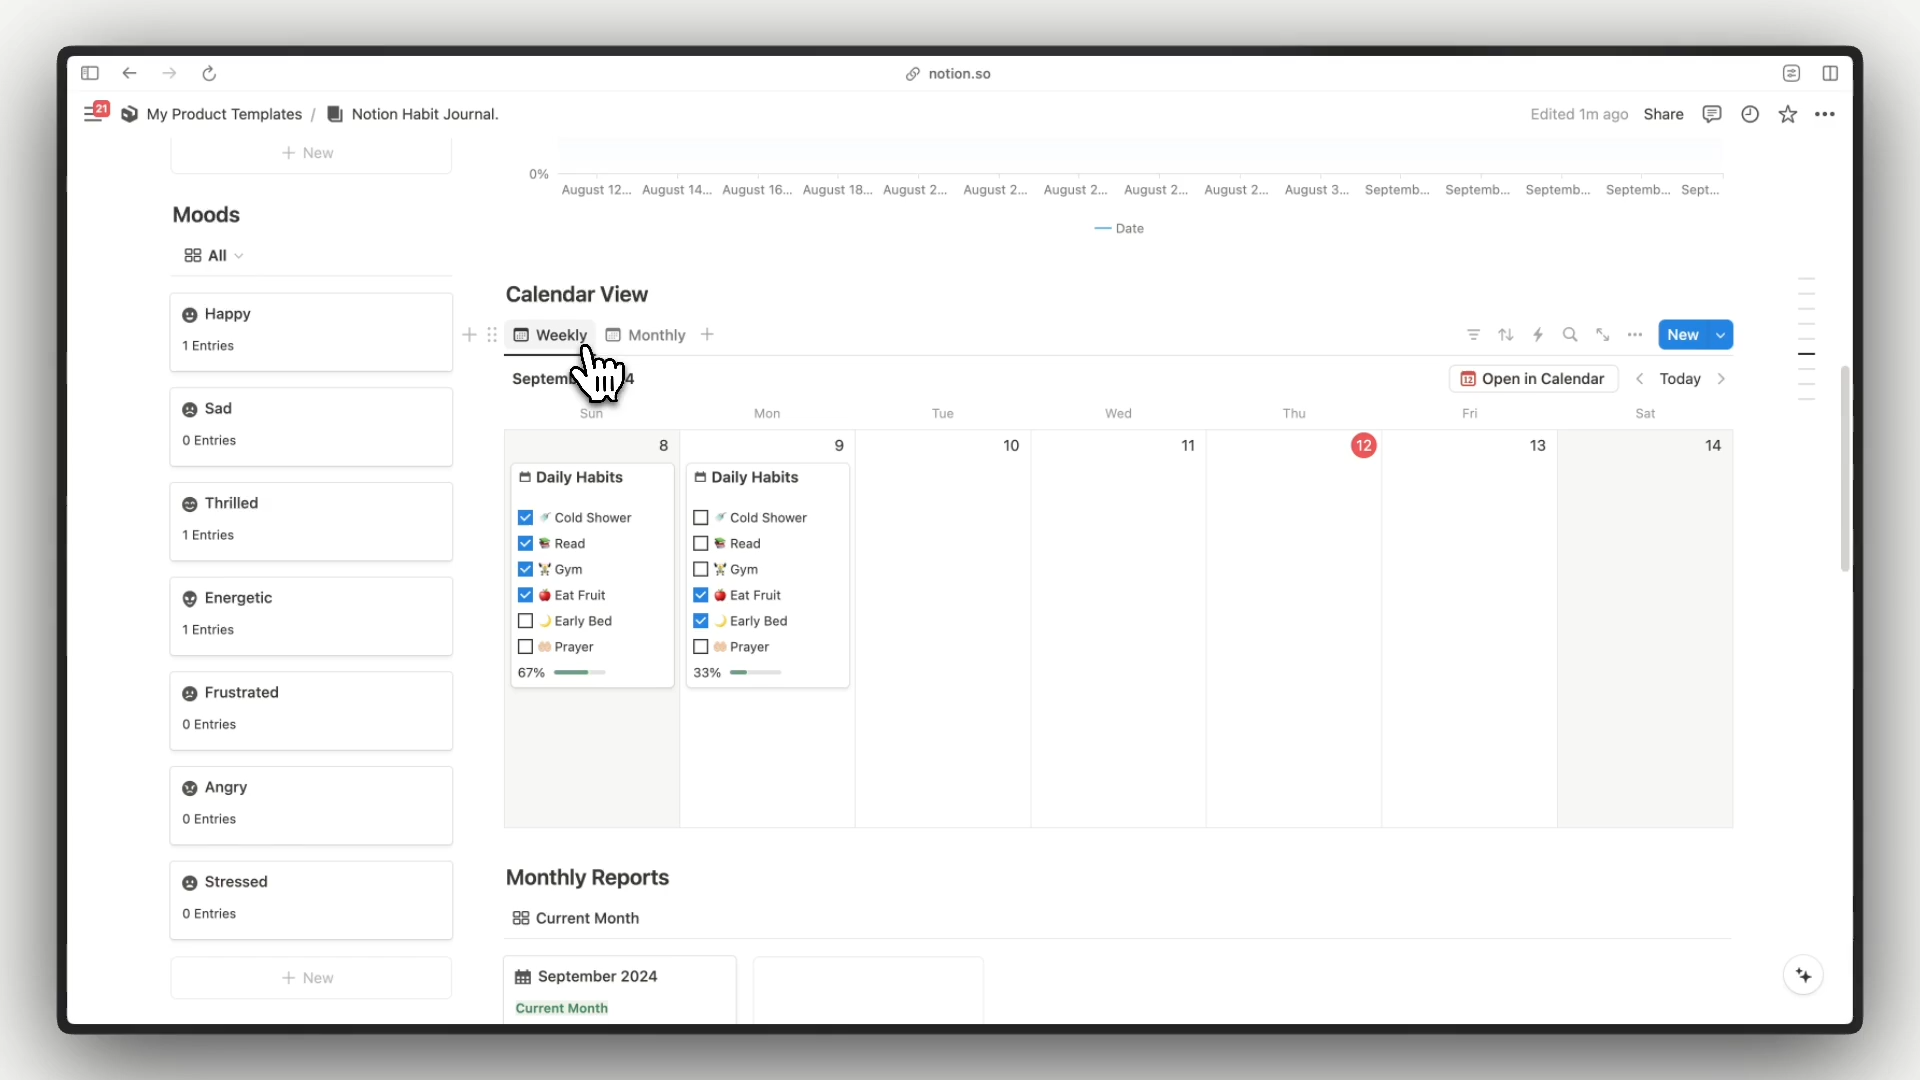 notion.so
21
My Product Templates / Notion Habit Journal.
Edited 1m ago Share
+ New
0%
August 12... August 14... August 16... August 18... August 2... August 2... August 2... August 2... August 2... August 3... Septemb... Septemb... Septemb... Septemb... Sept...
Date
Moods
All
Happy
1 Entries
Sad
0 Entries
Thrilled
1 Entries
Energetic
1 Entries
Frustrated
0 Entries
Angry
0 Entries
Stressed
0 Entries
+ New
Calendar View
Weekly Monthly +
New
Open in Calendar
Today
Sun Mon Tue Wed Thu Fri Sat
8 9 10 11 12 13 14
Daily Habits
Cold Shower
Read
Gym
Eat Fruit
Early Bed
Prayer
67%
Daily Habits
Cold Shower
Read
Gym
Eat Fruit
Early Bed
Prayer
33%
Monthly Reports
Current Month
September 2024
Current Month